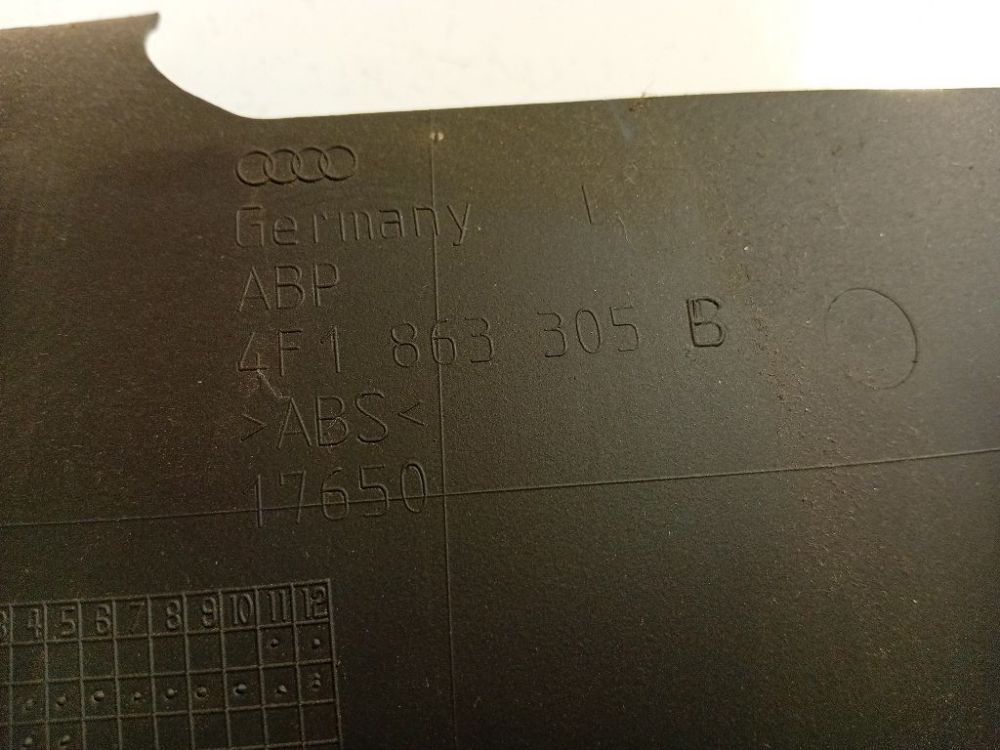 Germany
ABP
4F1 863 305 B
>ABS<
17650
4 5 6 7 8 9 10 11 12